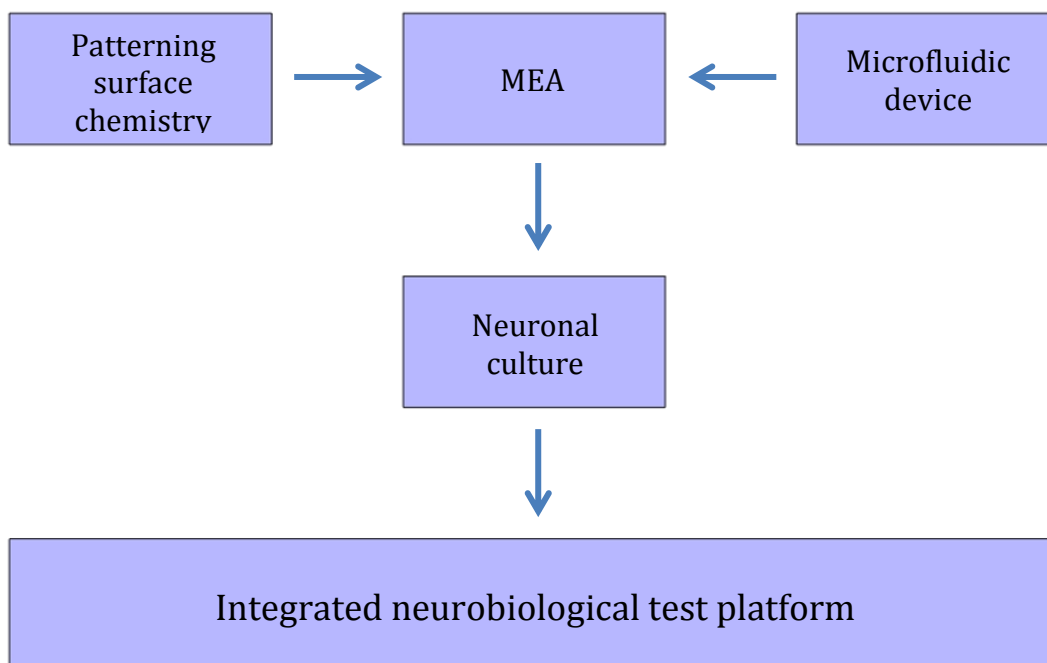 Patterning
surface
chemistry
MEA
Microfluidic
device
Neuronal
culture
Integrated neurobiological test platform